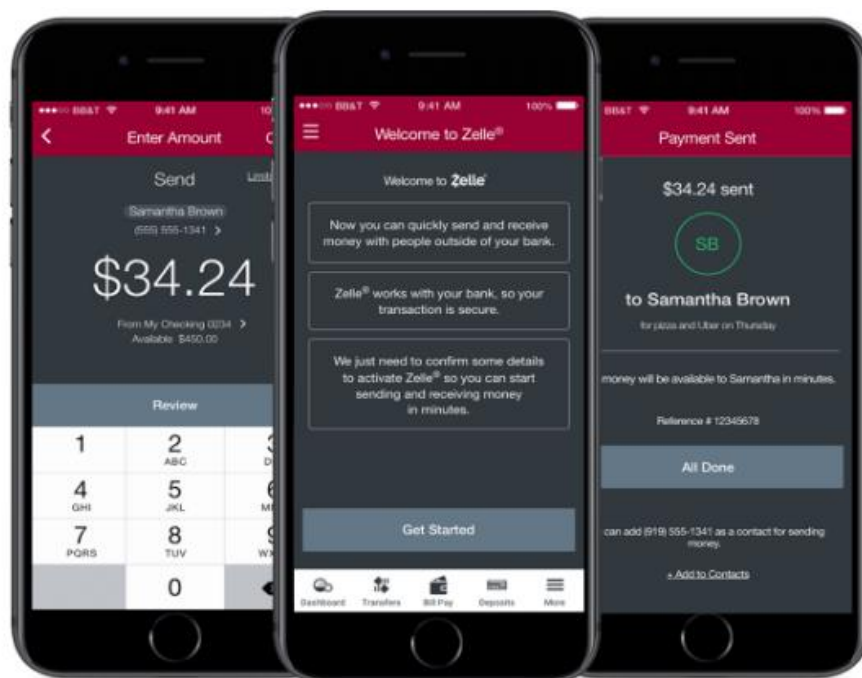 BB&T 9:41 AM 10
Enter Amount C
Send
Samantha Brown
(555) 555-1341 >
$34.24
From My Checking 0234 >
Available $450.00
Review
1 2 3
ABC
4 5 6
GHI JKL
7 8 9
PQRS TUV WX
0
BB&T 9:41 AM 100%
Welcome to Zelle®
Welcome to Zelle®
Now you can quickly send and receive
money with people outside of your bank.
Zelle® works with your bank, so your
transaction is secure.
We just need to confirm some details
to activate Zelle® so you can start
sending and receiving money
in minutes.
Get Started
Dashboard Transfers Bill Pay Deposits More
BB&T 9:41 AM 100%
Payment Sent
$34.24 sent
SB
to Samantha Brown
for pizza and Uber on Thursday
money will be available to Samantha in minutes.
Reference # 12345678
All Done
can add (919) 555-1341 as a contact for sending
money.
+ Add to Contacts